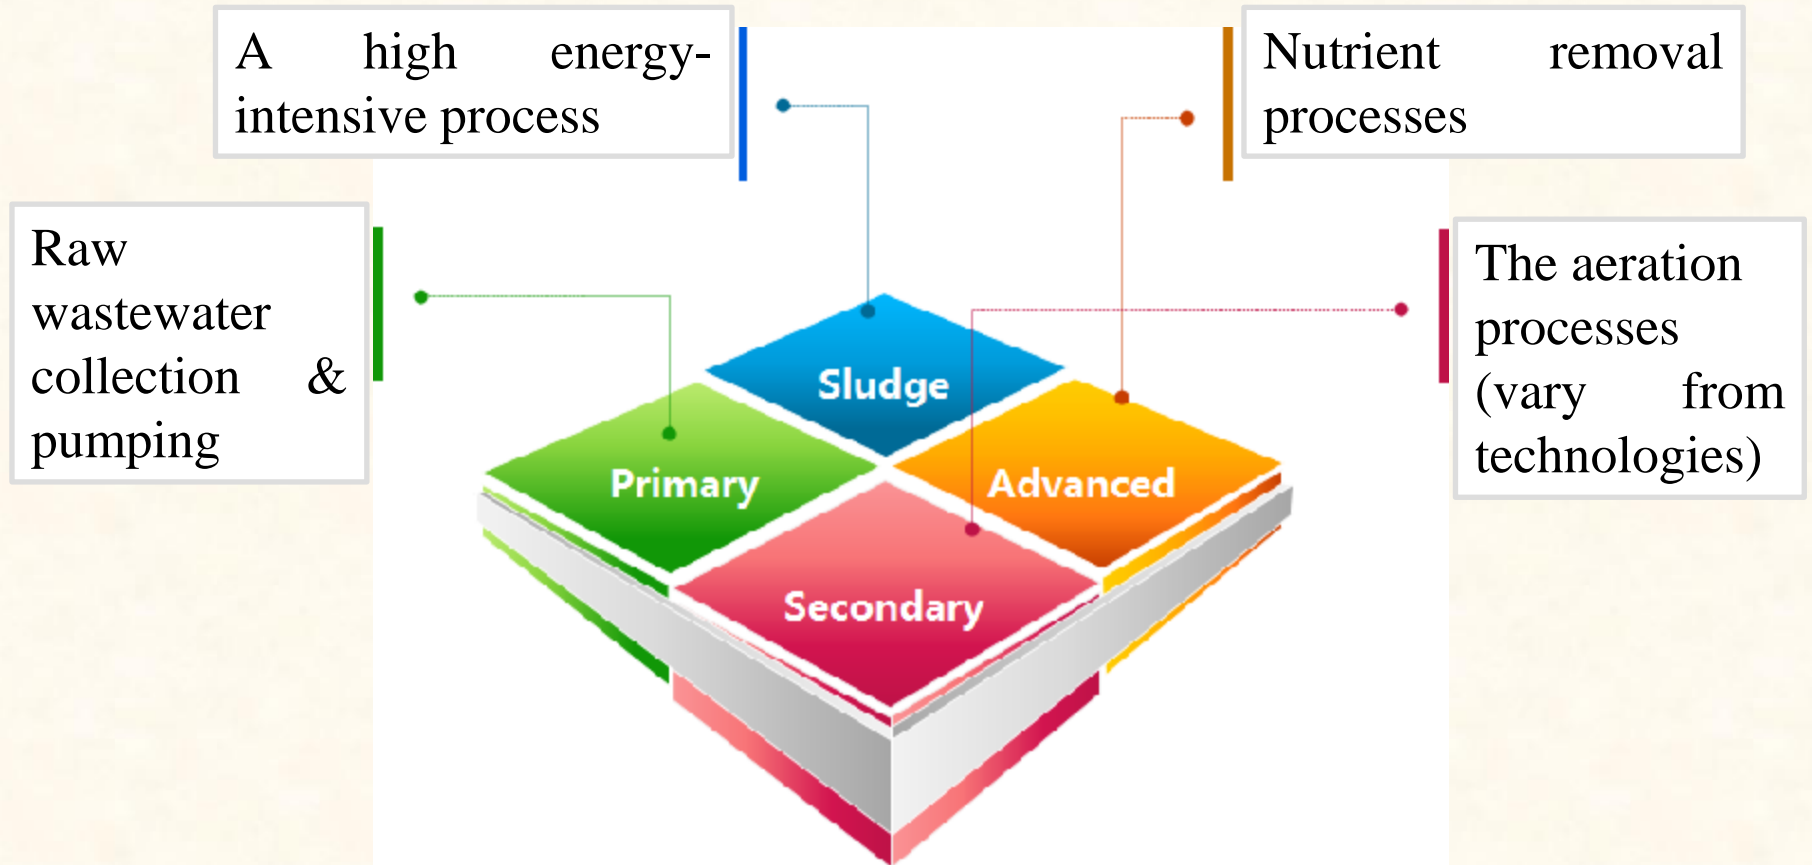 A high energy-
intensive process
Nutrient removal
processes
Raw
wastewater
collection &
pumping
The aeration
processes
(vary from
technologies)
Sludge
Primary
Advanced
Secondary